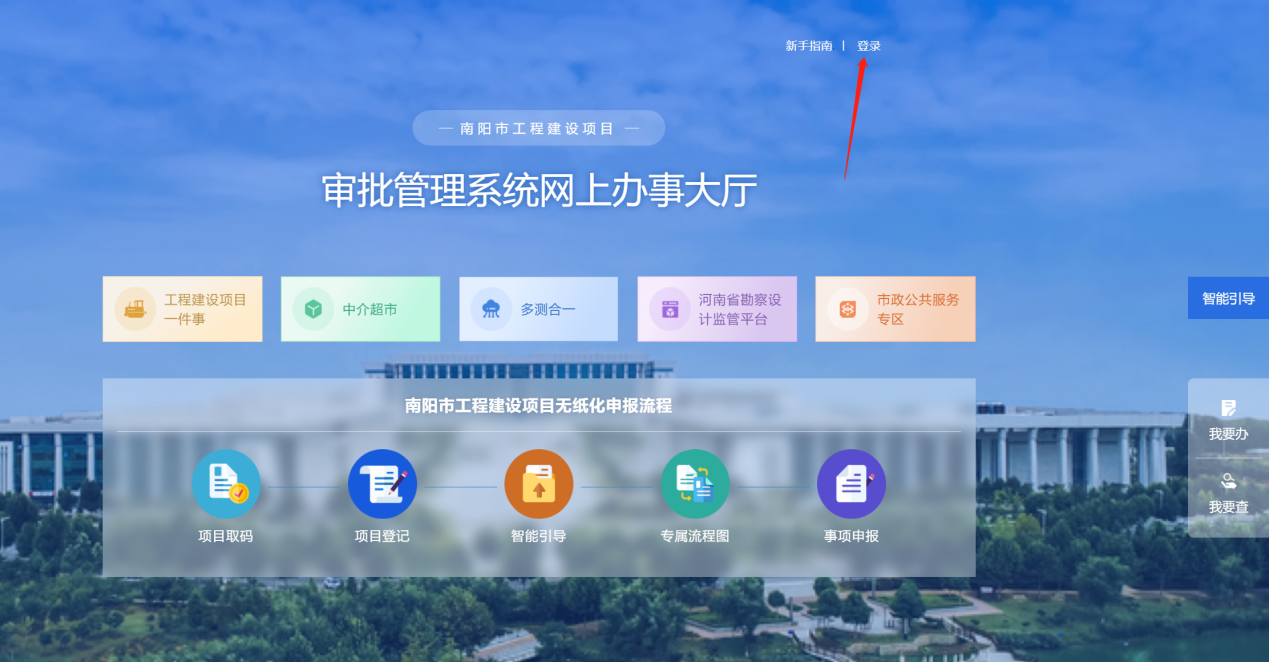 新手指南 | 登录
— 南阳市工程建设项目 —
审批管理系统网上办事大厅
工程建设项目
一件事
中介超市
多测合一
河南省勘察设
计监管平台
市政公共服务
专区
智能引导
南阳市工程建设项目无纸化申报流程
项目取码
项目登记
智能引导
专属流程图
事项申报
我要办
我要查